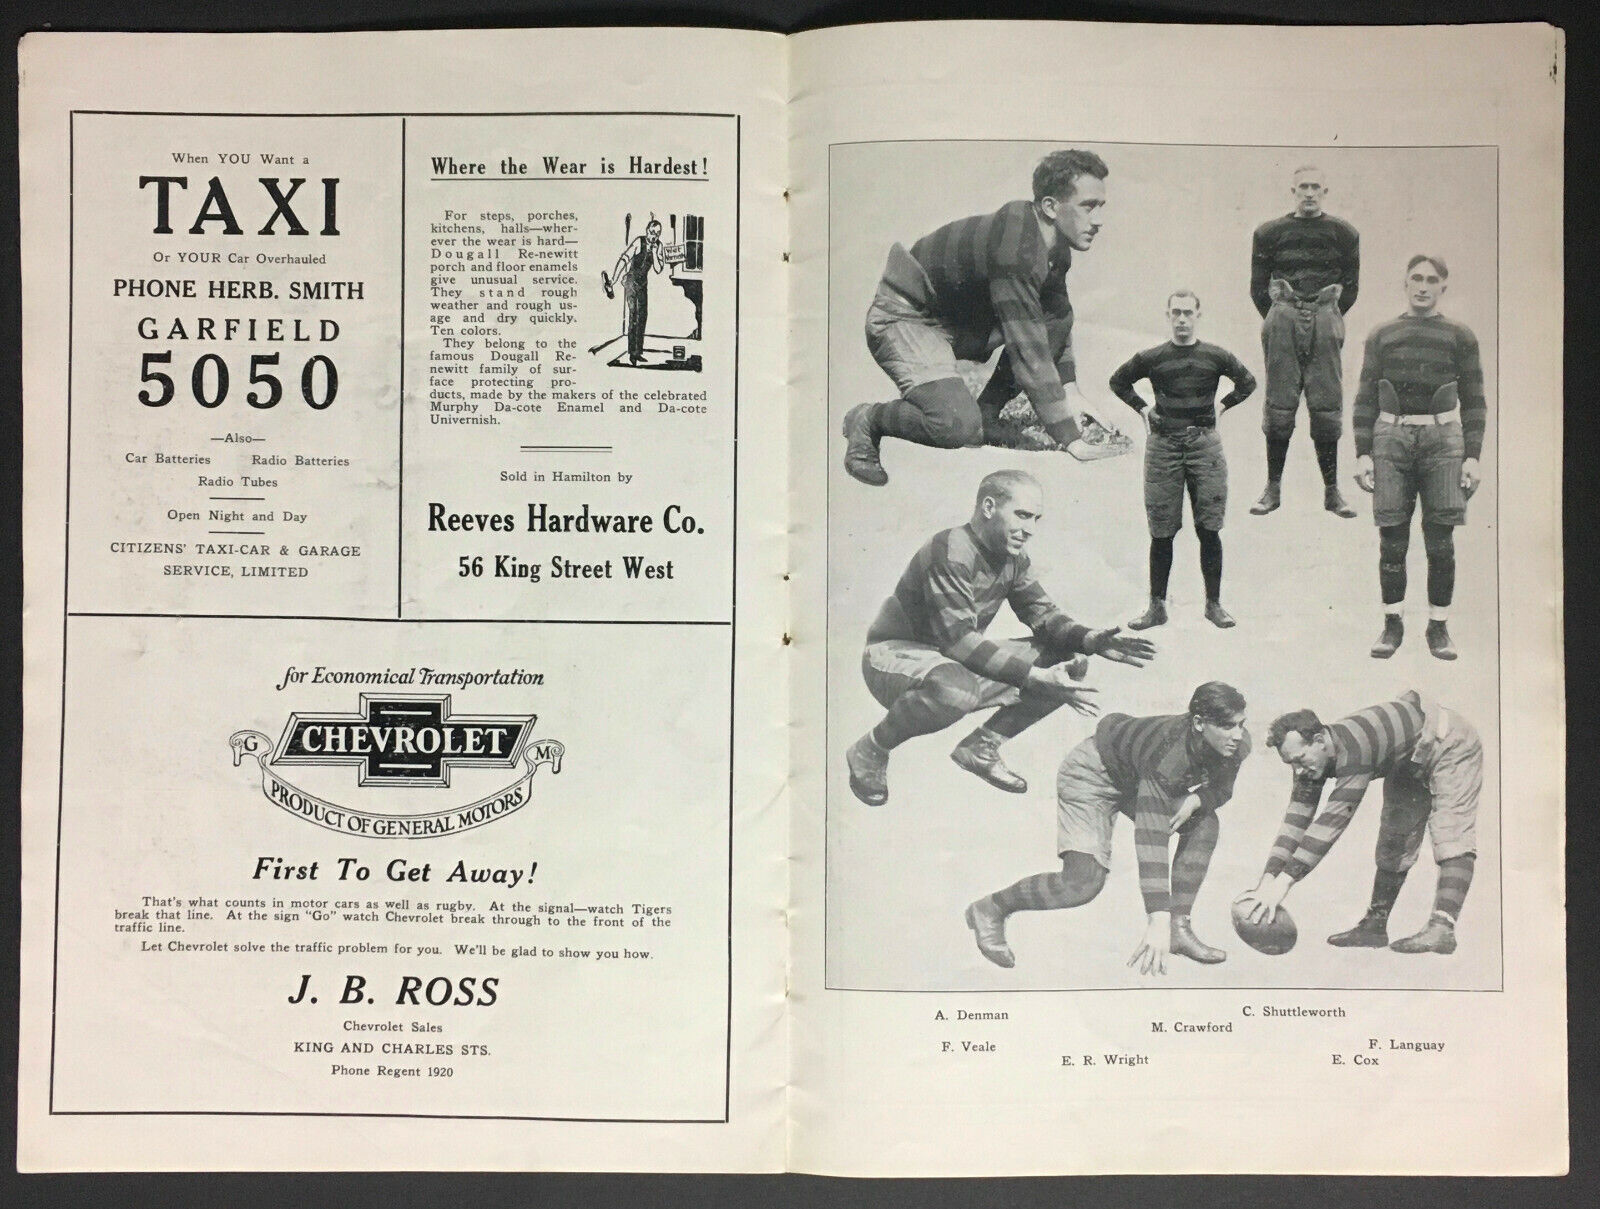 When YOU Want a
TAXI
Or YOUR Car Overhauled
PHONE HERB. SMITH
GARFIELD
5050
—Also—
Car Batteries Radio Batteries
Radio Tubes
Open Night and Day
CITIZENS' TAXI-CAR & GARAGE
SERVICE, LIMITED
Where the Wear is Hardest!
For steps, porches,
kitchens, halls—wher-
ever the wear is hard—
Dougall Re-newitt
porch and floor enamels
give unusual service.
They stand rough
weather and rough us-
age and dry quickly.
Ten colors.
They belong to the
famous Dougall Re-
newitt family of sur-
face protecting pro-
ducts, made by the makers of the celebrated
Murphy Da-cote Enamel and Da-cote
Univernish.
Sold in Hamilton by
Reeves Hardware Co.
56 King Street West
for Economical Transportation
CHEVROLET
G M
PRODUCT OF GENERAL MOTORS
First To Get Away!
That's what counts in motor cars as well as rugby. At the signal—watch Tigers
break that line. At the sign "Go" watch Chevrolet break through to the front of the
traffic line.
Let Chevrolet solve the traffic problem for you. We'll be glad to show you how.
J. B. ROSS
Chevrolet Sales
KING AND CHARLES STS.
Phone Regent 1920
A. Denman
C. Shuttleworth
M. Crawford
F. Veale
F. Languay
E. R. Wright
E. Cox